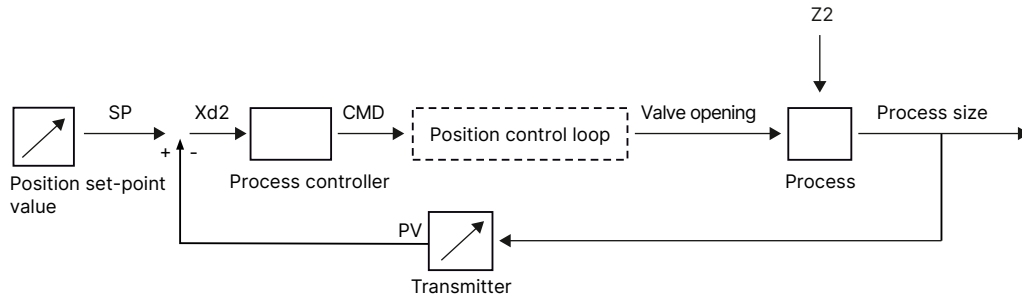 Z2
SP
Xd2
CMD
Position control loop
Valve opening
Process size
+ -
Position set-point
value
Process controller
Process
PV
Transmitter